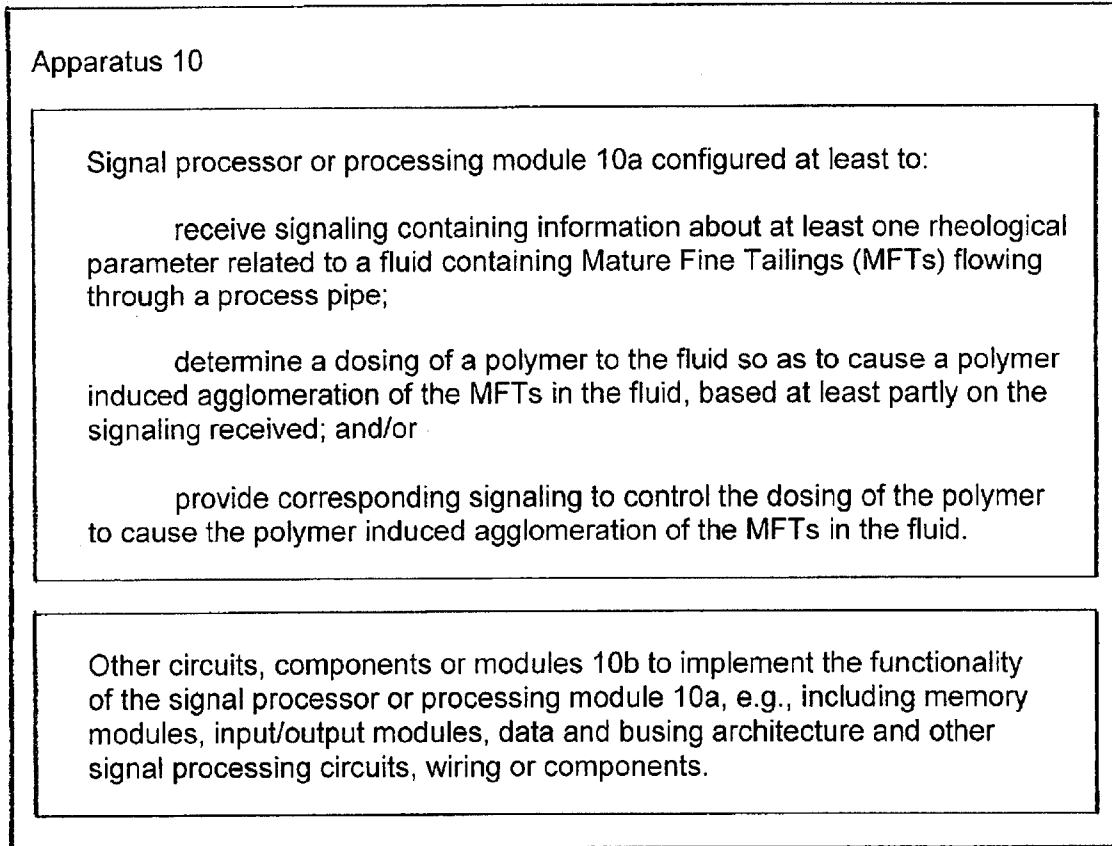 Apparatus 10
Signal processor or processing module 10a configured at least to:
receive signaling containing information about at least one rheological
parameter related to a fluid containing Mature Fine Tailings (MFTs) flowing
through a process pipe;
determine a dosing of a polymer to the fluid so as to cause a polymer
induced agglomeration of the MFTs in the fluid, based at least partly on the
signaling received; and/or
provide corresponding signaling to control the dosing of the polymer
to cause the polymer induced agglomeration of the MFTs in the fluid.
Other circuits, components or modules 10b to implement the functionality
of the signal processor or processing module 10a, e.g., including memory
modules, input/output modules, data and busing architecture and other
signal processing circuits, wiring or components.